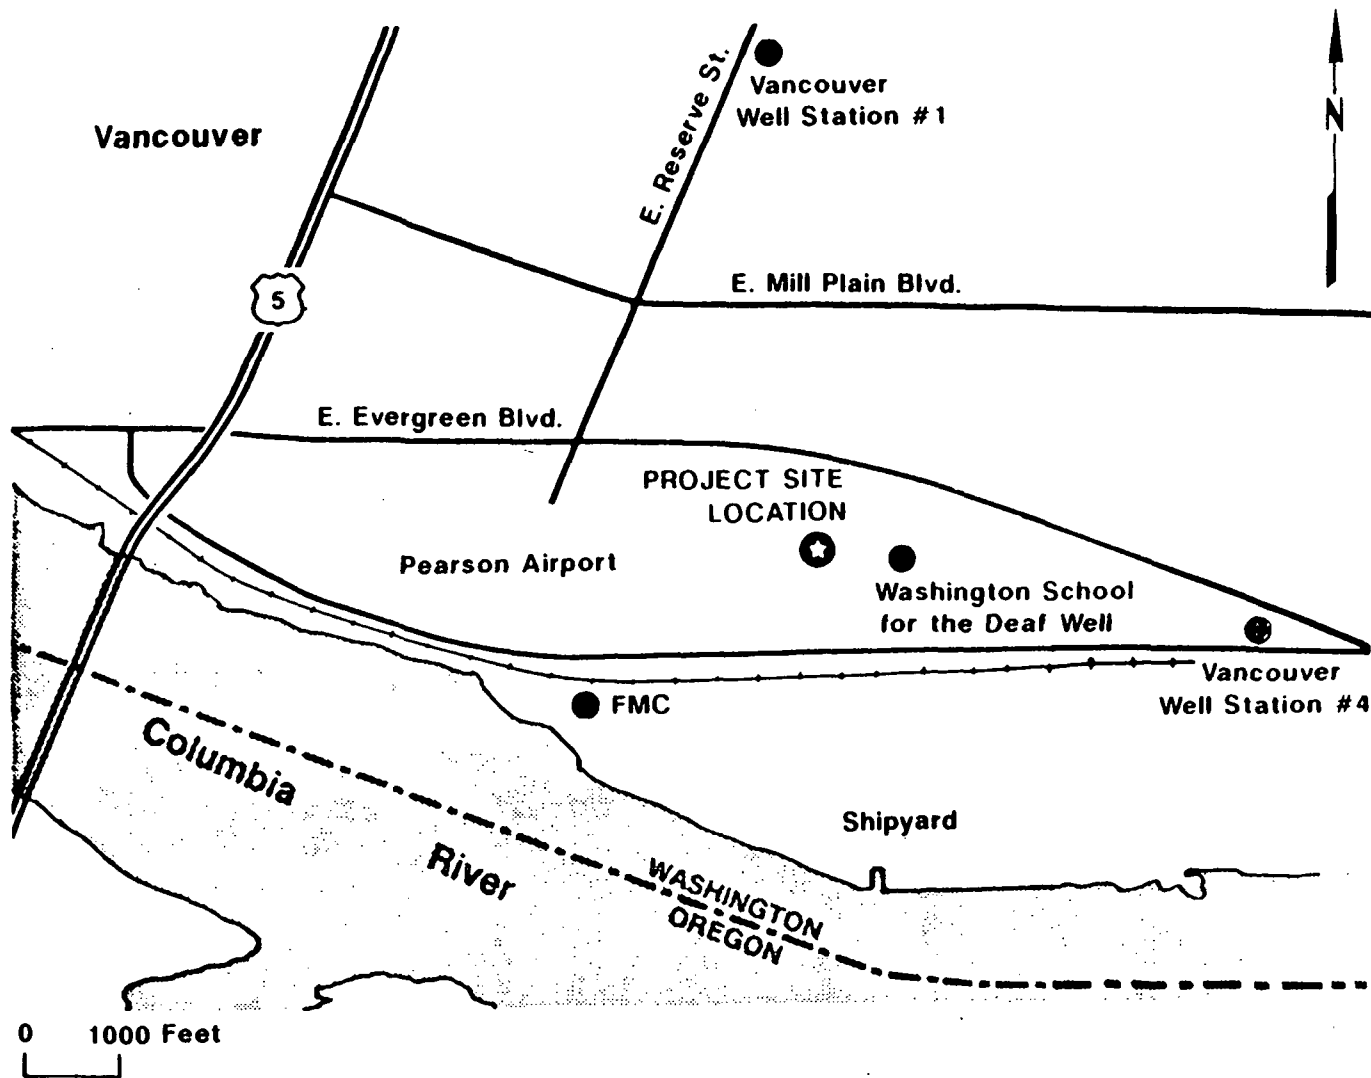 Vancouver
E. Reserve St.
Vancouver
Well Station #1
N
5
E. Mill Plain Blvd.
E. Evergreen Blvd.
PROJECT SITE
LOCATION
Pearson Airport
Washington School
for the Deaf Well
Vancouver
Well Station #4
FMC
Columbia
River
Shipyard
WASHINGTON
OREGON
0 1000 Feet